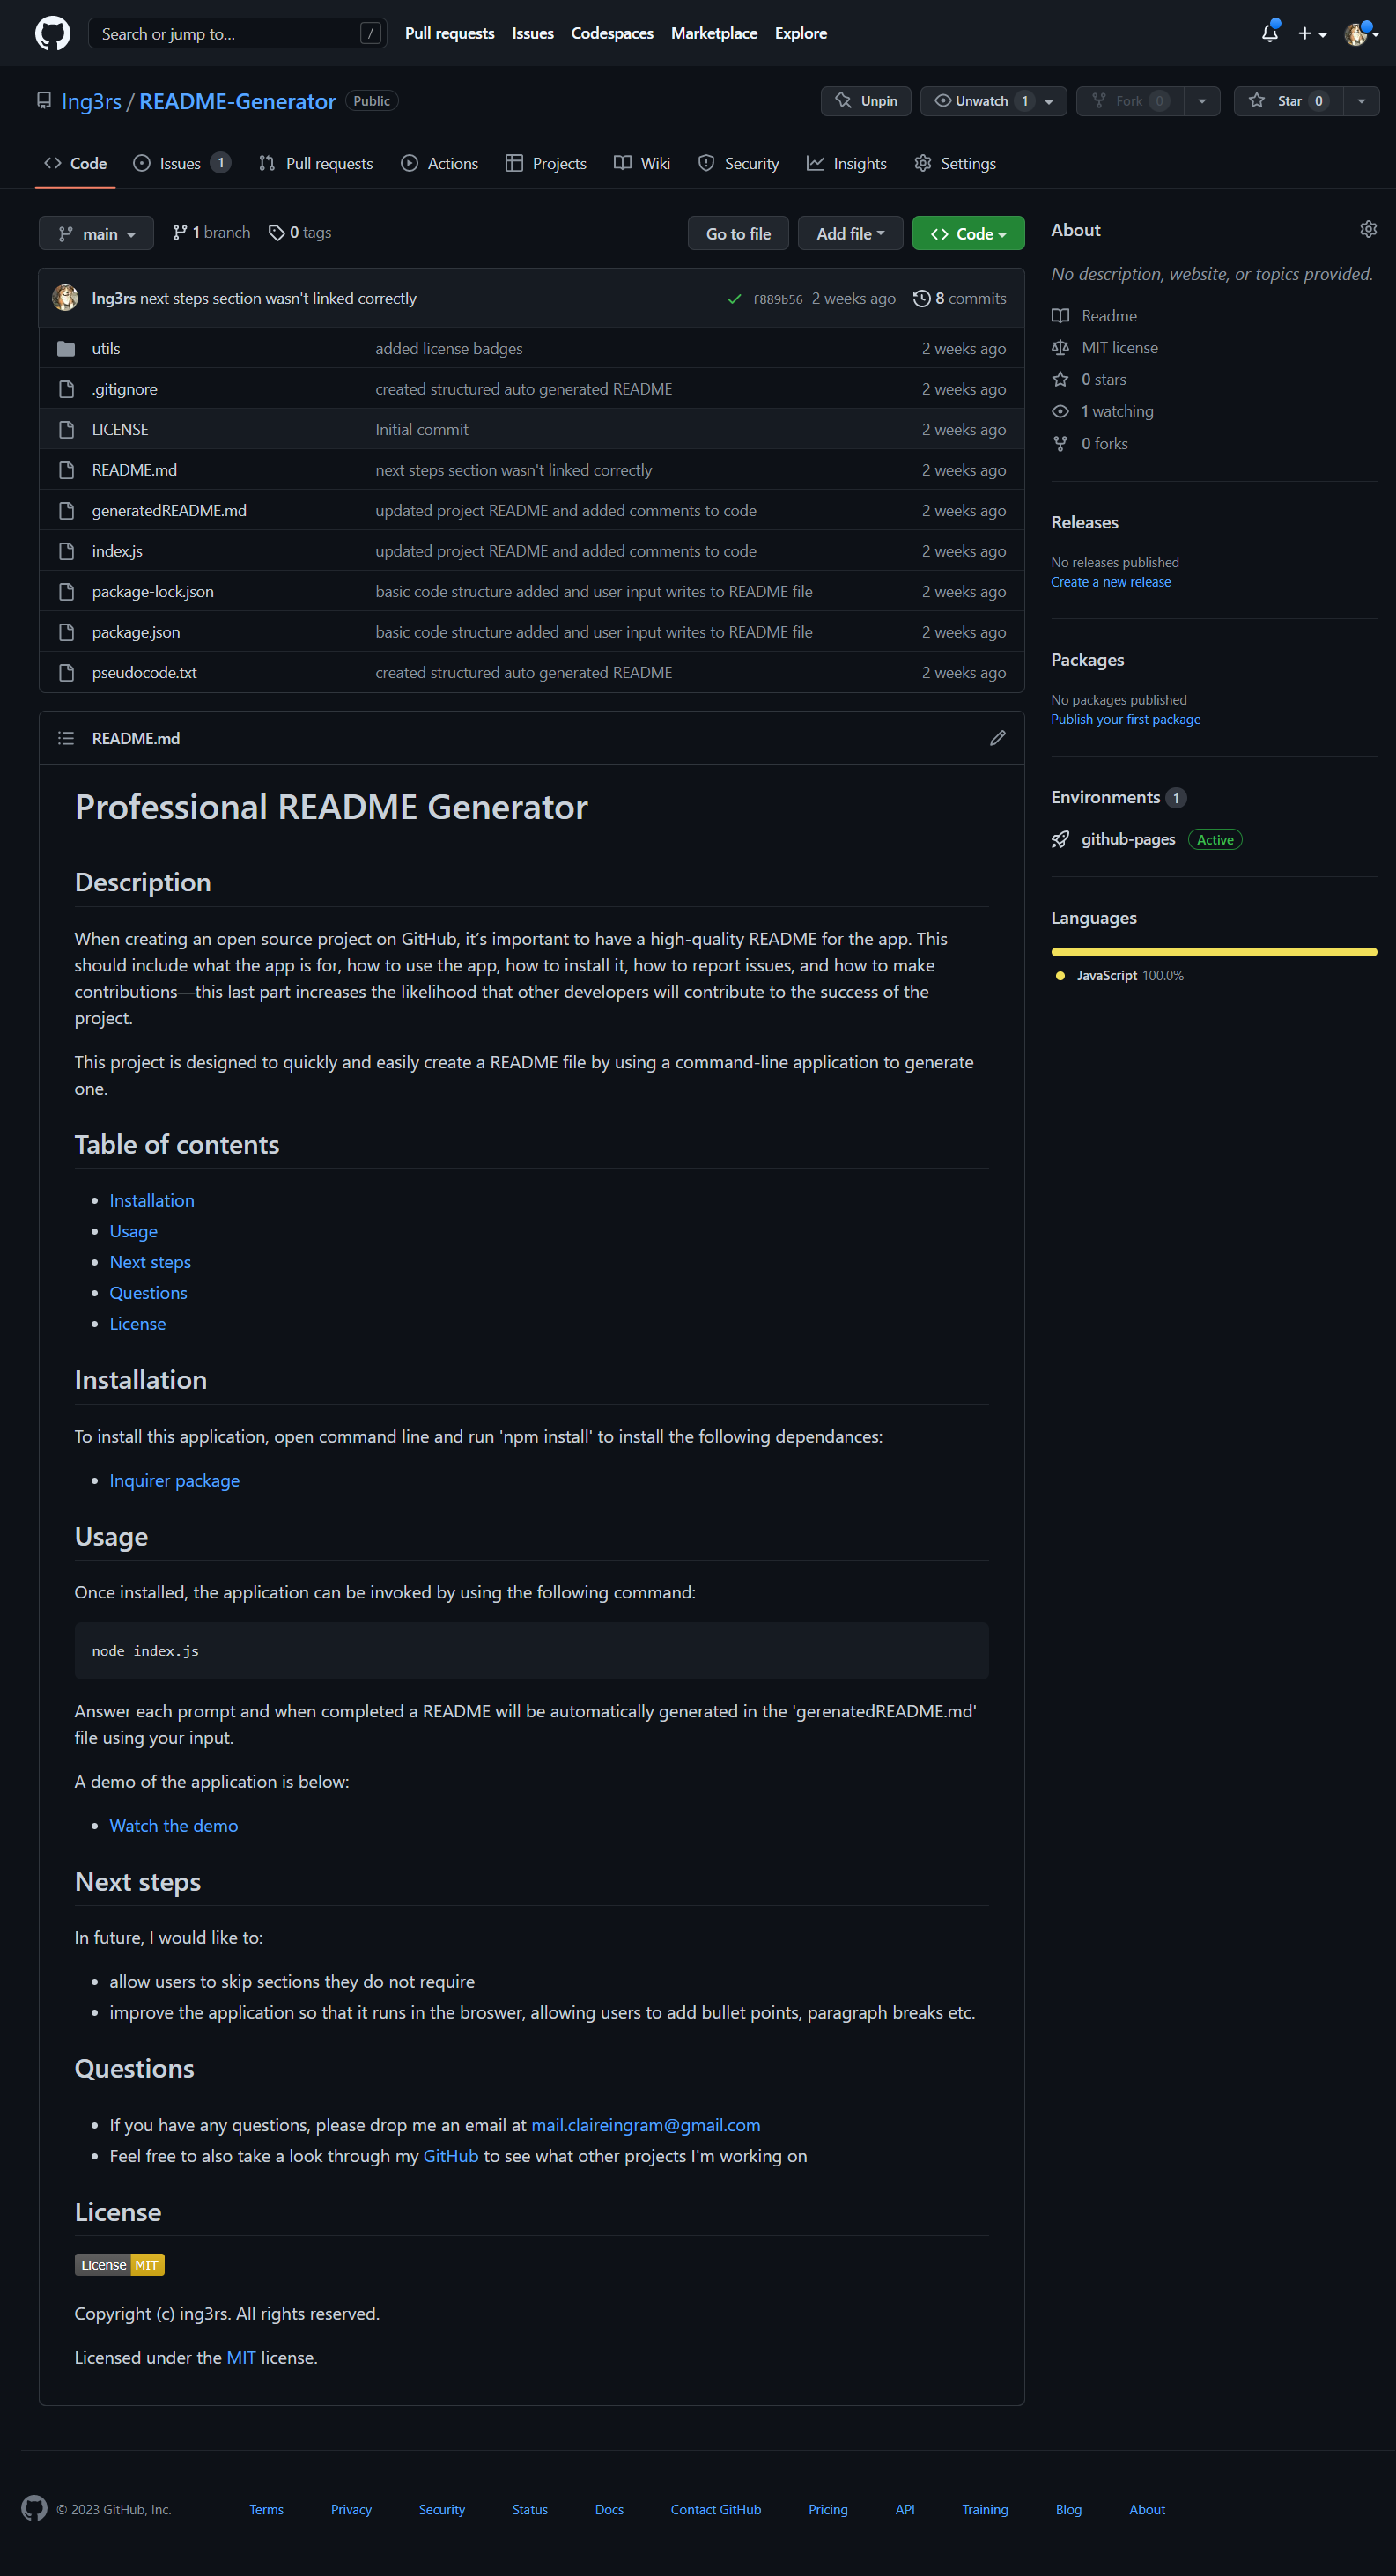 Search or jump to... /
Pull requests Issues Codespaces Marketplace Explore
Ing3rs / README-Generator Public
Unpin Unwatch 1 Fork 0 Star 0
Code Issues 1 Pull requests Actions Projects Wiki Security Insights Settings
main 1 branch 0 tags Go to file Add file Code
Ing3rs next steps section wasn't linked correctly f889b56 2 weeks ago 8 commits
utils added license badges 2 weeks ago
.gitignore created structured auto generated README 2 weeks ago
LICENSE Initial commit 2 weeks ago
README.md next steps section wasn't linked correctly 2 weeks ago
generatedREADME.md updated project README and added comments to code 2 weeks ago
index.js updated project README and added comments to code 2 weeks ago
package-lock.json basic code structure added and user input writes to README file 2 weeks ago
package.json basic code structure added and user input writes to README file 2 weeks ago
pseudocode.txt created structured auto generated README 2 weeks ago
README.md
Professional README Generator
Description
When creating an open source project on GitHub, it’s important to have a high-quality README for the app. This
should include what the app is for, how to use the app, how to install it, how to report issues, and how to make
contributions—this last part increases the likelihood that other developers will contribute to the success of the
project.
This project is designed to quickly and easily create a README file by using a command-line application to generate
one.
Table of contents
• Installation
• Usage
• Next steps
• Questions
• License
Installation
To install this application, open command line and run 'npm install' to install the following dependances:
• Inquirer package
Usage
Once installed, the application can be invoked by using the following command:
node index.js
Answer each prompt and when completed a README will be automatically generated in the 'gerenatedREADME.md'
file using your input.
A demo of the application is below:
• Watch the demo
Next steps
In future, I would like to:
• allow users to skip sections they do not require
• improve the application so that it runs in the broswer, allowing users to add bullet points, paragraph breaks etc.
Questions
• If you have any questions, please drop me an email at mail.claireingram@gmail.com
• Feel free to also take a look through my GitHub to see what other projects I'm working on
License
License MIT
Copyright (c) ing3rs. All rights reserved.
Licensed under the MIT license.
About
No description, website, or topics provided.
Readme
MIT license
0 stars
1 watching
0 forks
Releases
No releases published
Create a new release
Packages
No packages published
Publish your first package
Environments 1
github-pages Active
Languages
JavaScript 100.0%
© 2023 GitHub, Inc. Terms Privacy Security Status Docs Contact GitHub Pricing API Training Blog About